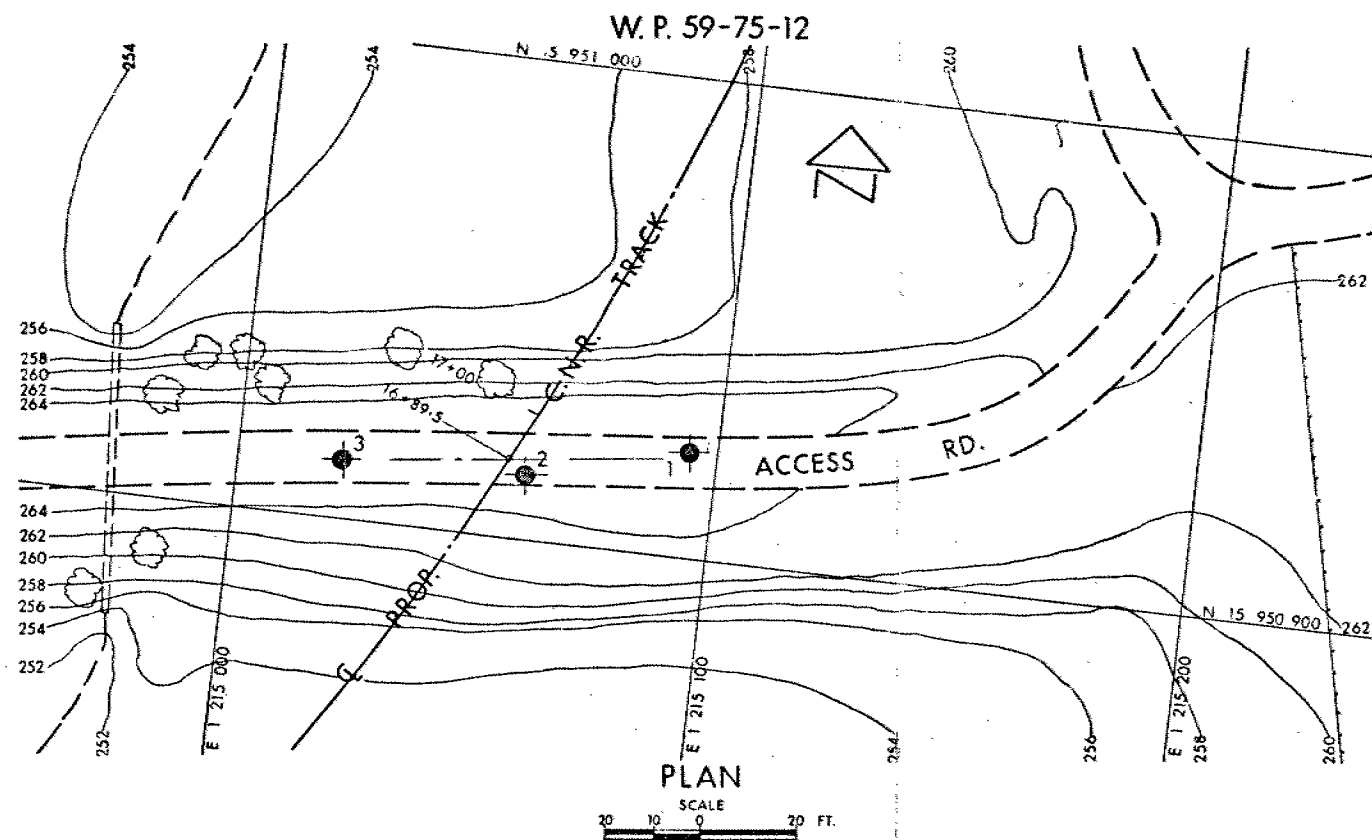 W. P. 59-75-12
254
254
N 15 951 000
258
260
262
TRACK
C.N.R.
PROP.
℄
256
258
260
262
264
17+00
16+89.5
3
2
1
ACCESS RD.
264
262
260
258
256
254
252
N 15 950 900
262
252
E 1 215 000
E 1 215 100
254
256
E 1 215 200
258
260
PLAN
SCALE
20 10 0 20 FT.